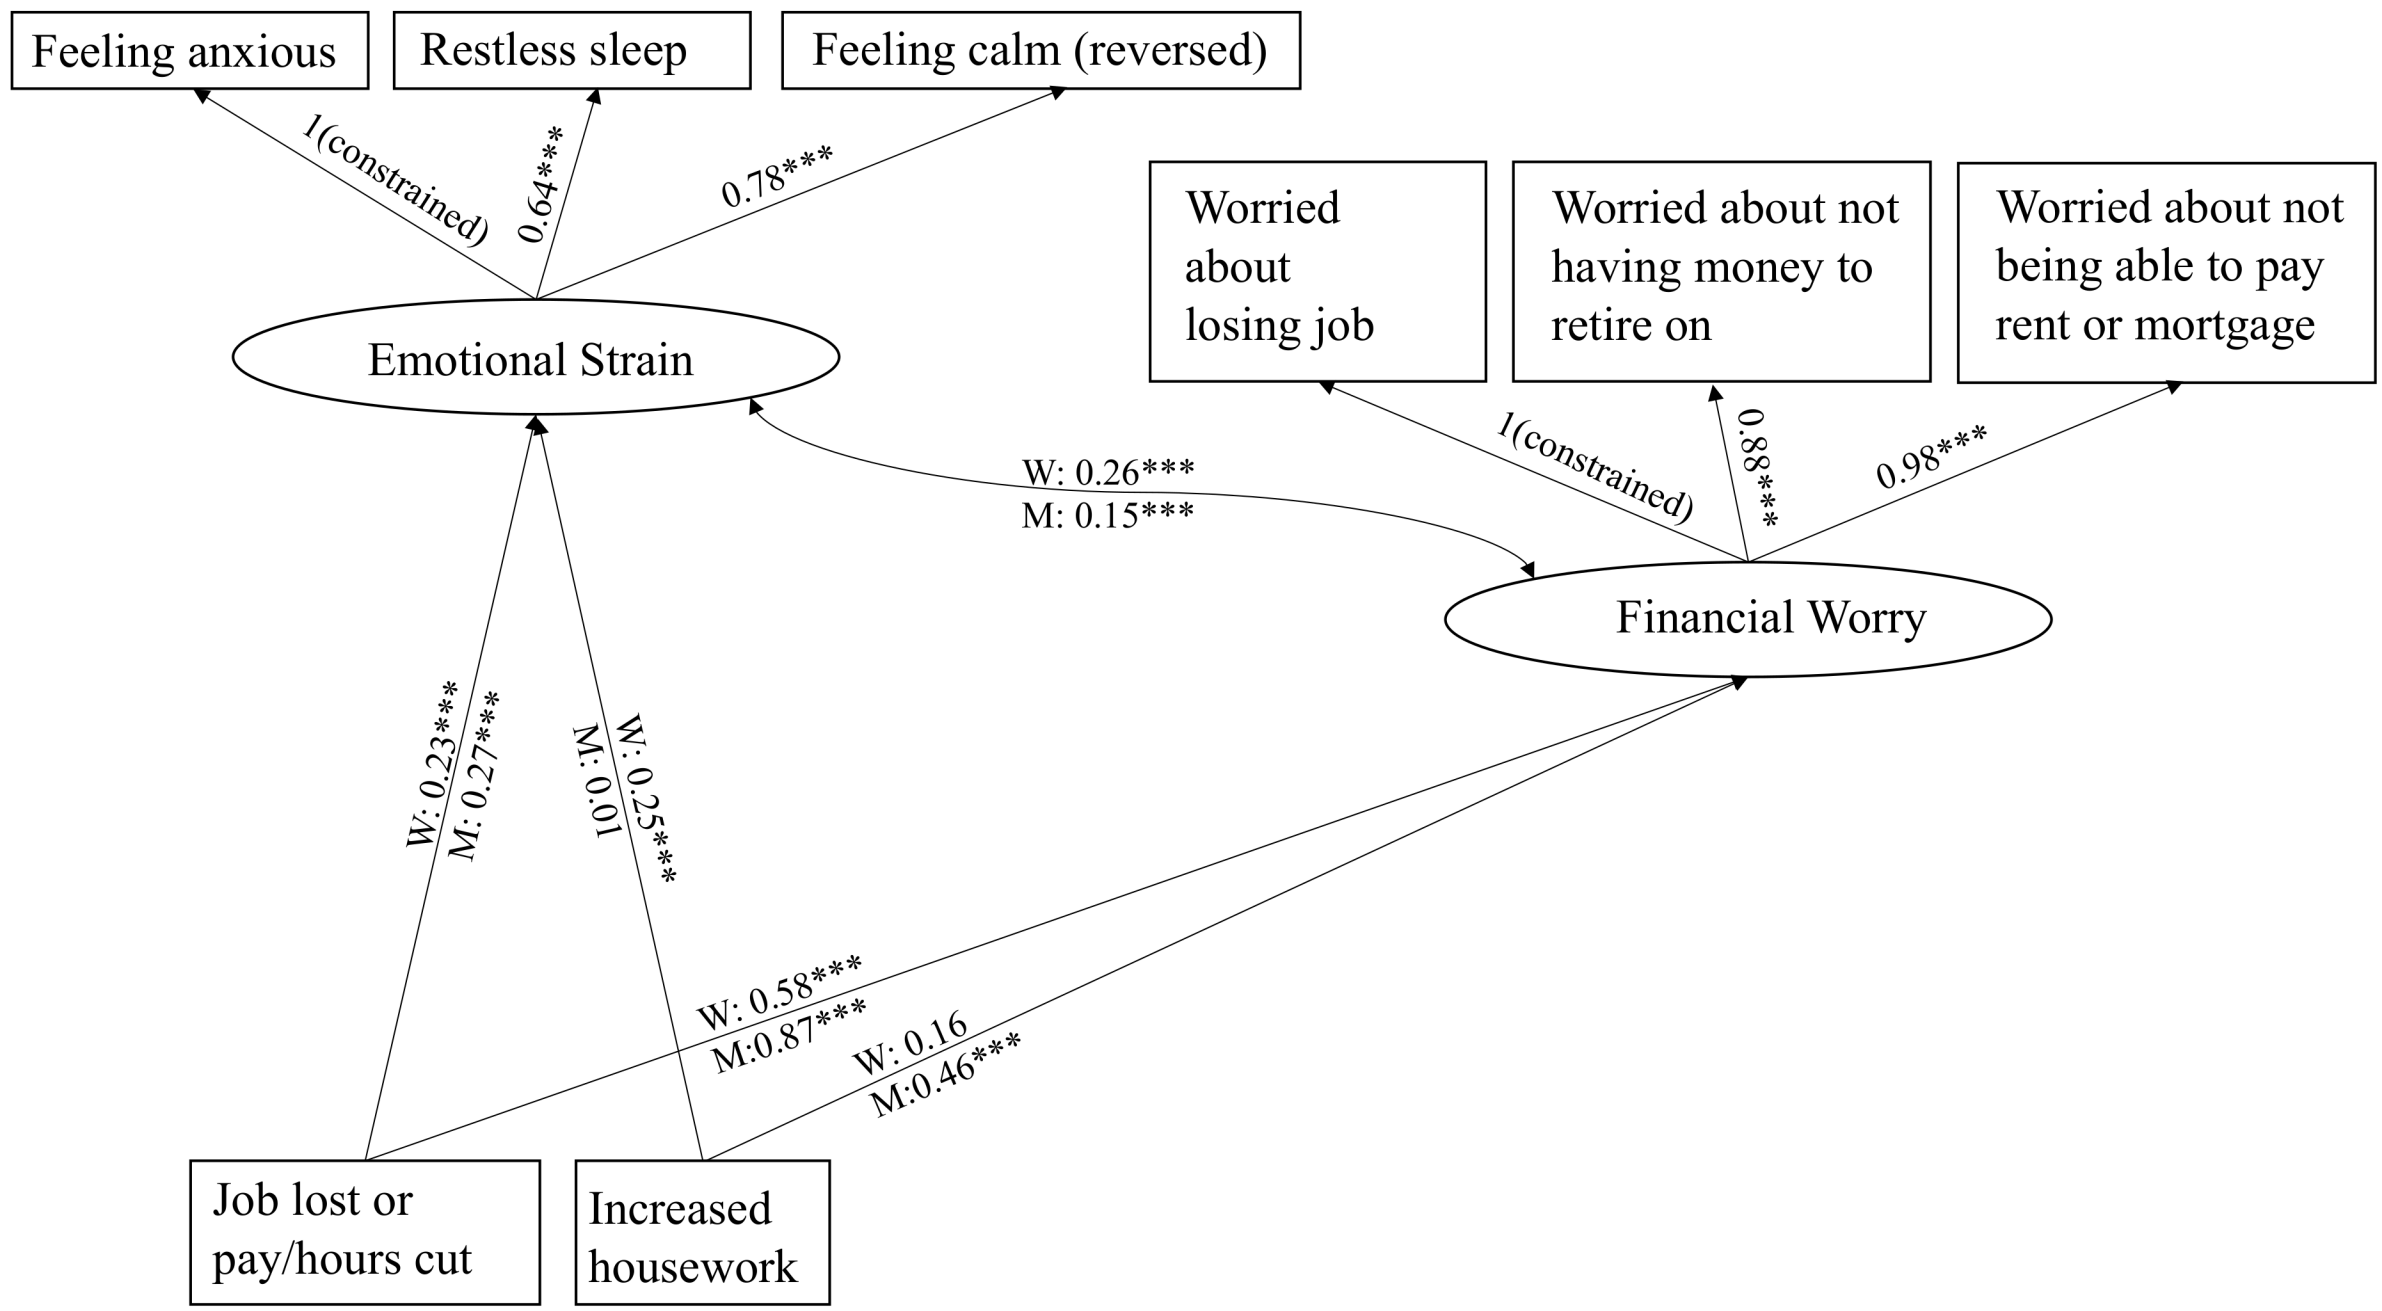 Feeling anxious
Restless sleep
Feeling calm (reversed)
1(constrained)
0.64***
0.78***
Worried
about
losing job
Worried about not
having money to
retire on
Worried about not
being able to pay
rent or mortgage
Emotional Strain
1(constrained)
0.88***
0.98***
W: 0.26***
M: 0.15***
Financial Worry
W: 0.23***
M: 0.27***
W: 0.25***
M: 0.01
W: 0.58***
M:0.87***
W: 0.16
M:0.46***
Job lost or
pay/hours cut
Increased
housework